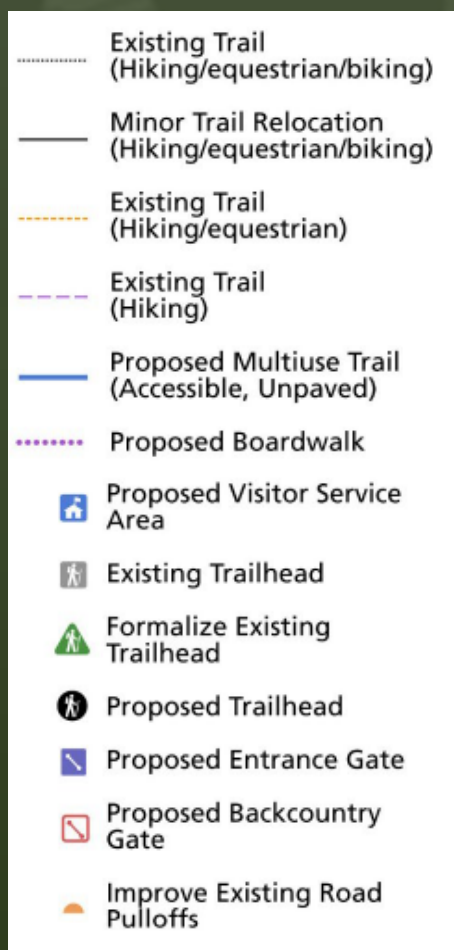 Existing Trail
(Hiking/equestrian/biking)
Minor Trail Relocation
(Hiking/equestrian/biking)
Existing Trail
(Hiking/equestrian)
Existing Trail
(Hiking)
Proposed Multiuse Trail
(Accessible, Unpaved)
Proposed Boardwalk
Proposed Visitor Service
Area
Existing Trailhead
Formalize Existing
Trailhead
Proposed Trailhead
Proposed Entrance Gate
Proposed Backcountry
Gate
Improve Existing Road
Pulloffs